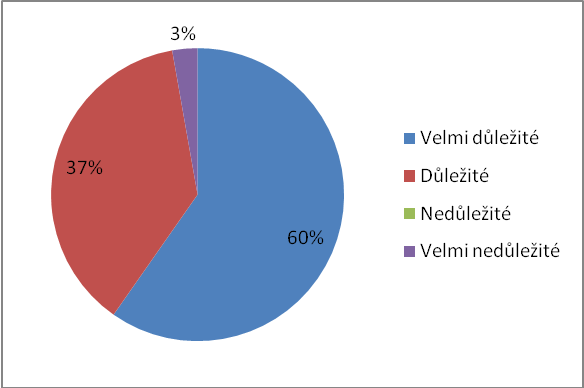 3%
37%
60%
Velmi důležité
Důležité
Nedůležité
Velmi nedůležité